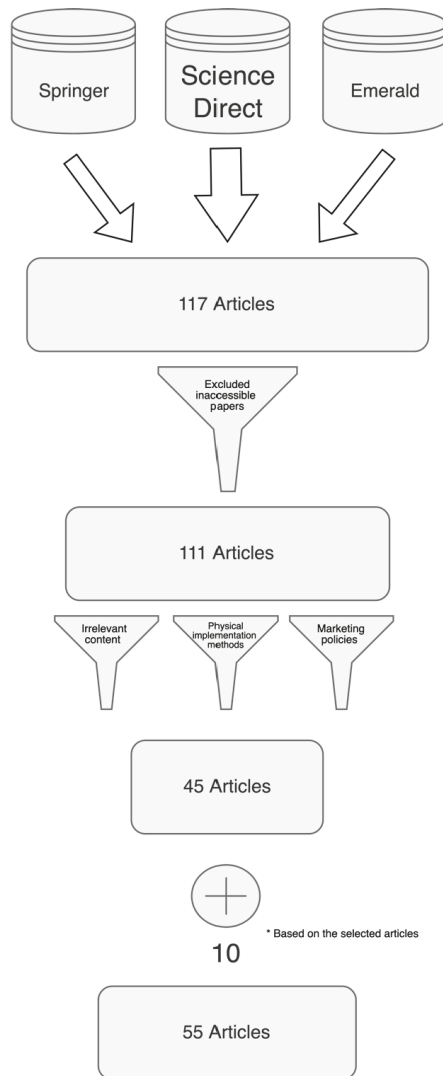 Springer
Science
Direct
Emerald
117 Articles
Excluded
inaccessible
papers
111 Articles
Irrelevant
content
Physical
implementation
methods
Marketing
policies
45 Articles
* Based on the selected articles
10
55 Articles